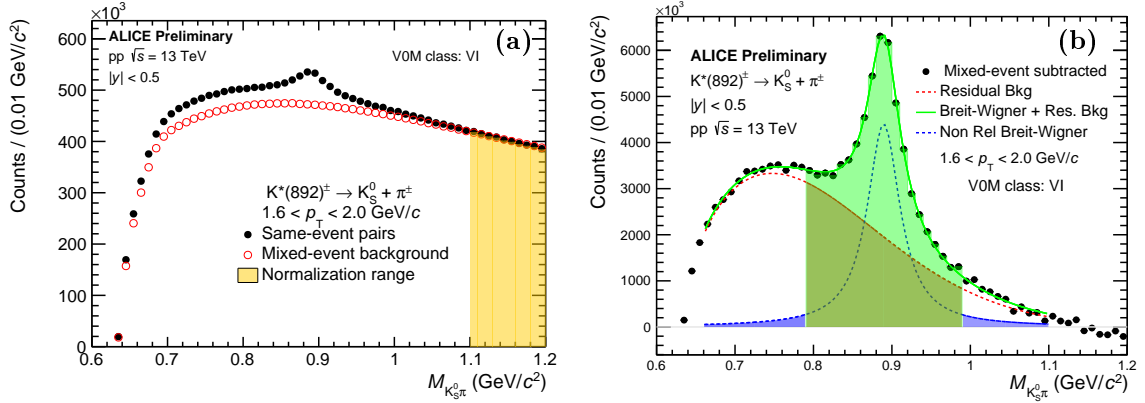 ×10³
Counts / (0.01 GeV/c²)
600
500
400
300
200
100
0
ALICE Preliminary
pp √s = 13 TeV
|y| < 0.5
V0M class: VI
(a)
K*(892)± → K⁰S + π±
1.6 < pT < 2.0 GeV/c
Same-event pairs
Mixed-event background
Normalization range
0.6 0.7 0.8 0.9 1 1.1 1.2
M K⁰Sπ (GeV/c²)
×10³
Counts / (0.01 GeV/c²)
6000
5000
4000
3000
2000
1000
0
ALICE Preliminary
K*(892)± → K⁰S + π±
|y| < 0.5
pp √s = 13 TeV
(b)
Mixed-event subtracted
Residual Bkg
Breit-Wigner + Res. Bkg
Non Rel Breit-Wigner
1.6 < pT < 2.0 GeV/c
V0M class: VI
0.6 0.7 0.8 0.9 1 1.1 1.2
M K⁰Sπ (GeV/c²)